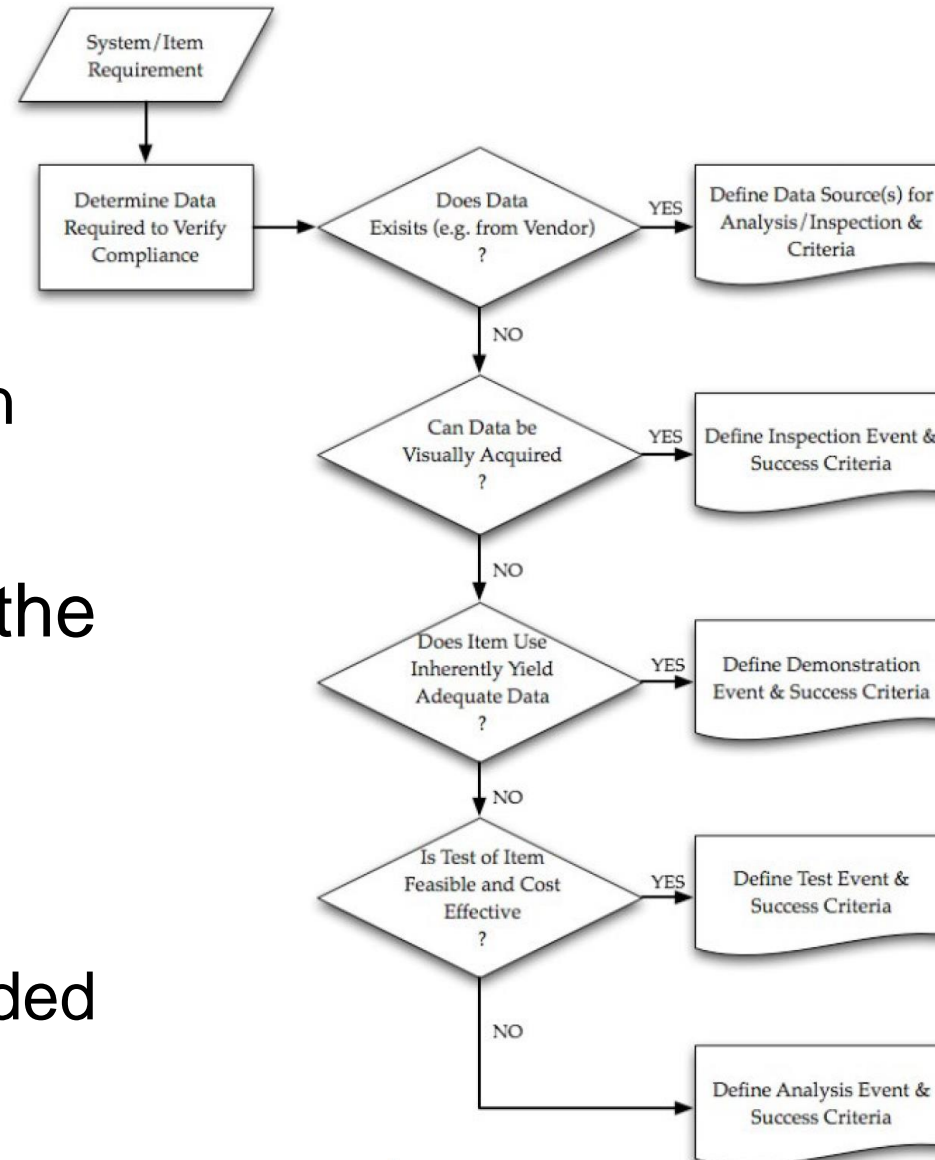 System/Item
Requirement
Determine Data
Required to Verify
Compliance
Does Data
Exisits (e.g. from Vendor)
?
YES
Define Data Source(s) for
Analysis/Inspection &
Criteria
NO
Can Data be
Visually Acquired
?
YES
Define Inspection Event &
Success Criteria
NO
the
Does Item Use
Inherently Yield
Adequate Data
?
YES
Define Demonstration
Event & Success Criteria
NO
Is Test of Item
Feasible and Cost
Effective
?
YES
Define Test Event &
Success Criteria
ded
NO
Define Analysis Event &
Success Criteria